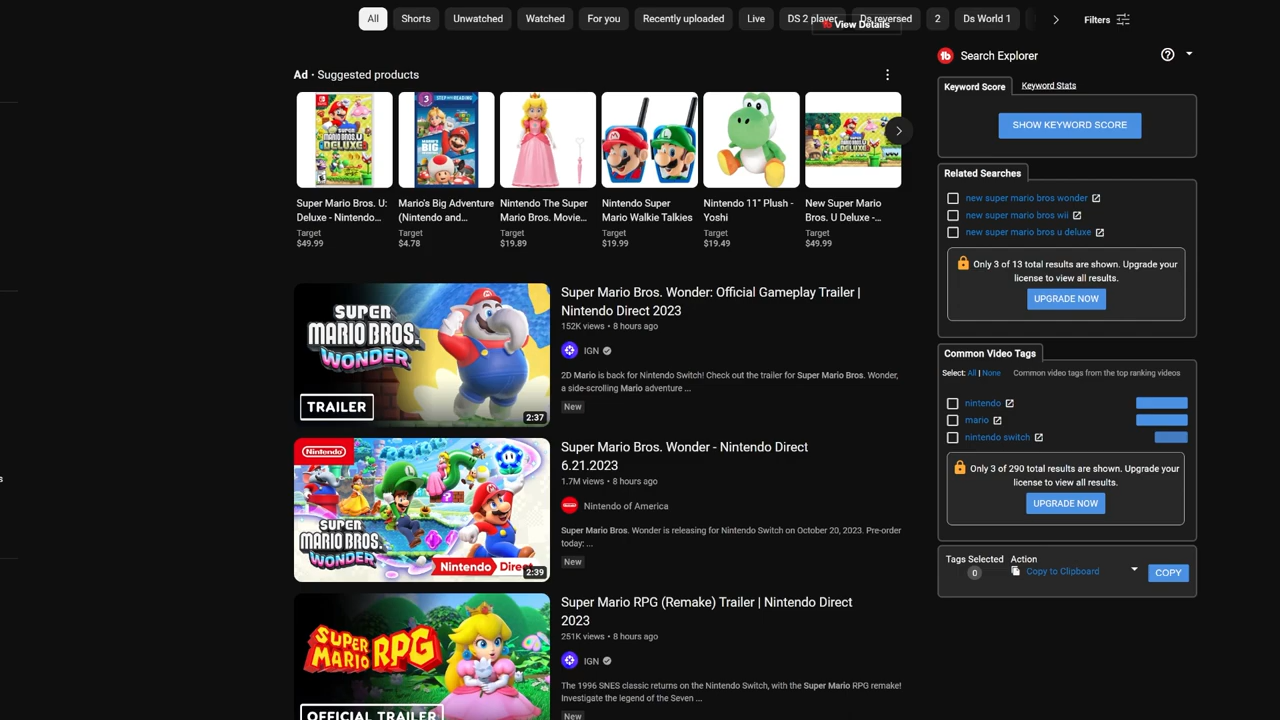 All
Shorts
Unwatched
Watched
For you
Recently uploaded
Live
DS 2 player
Ds reversed
2
Ds World 1
Filters
View Details
Ad · Suggested products
Super Mario Bros. U:
Deluxe - Nintendo...
Target
$49.99
Mario's Big Adventure
(Nintendo and...
Target
$4.78
Nintendo The Super
Mario Bros. Movie...
Target
$19.89
Nintendo Super
Mario Walkie Talkies
Target
$19.99
Nintendo 11" Plush -
Yoshi
Target
$19.49
New Super Mario
Bros. U Deluxe -...
Target
$49.99
SUPER
MARIO BROS.
WONDER
TRAILER
2:37
Super Mario Bros. Wonder: Official Gameplay Trailer |
Nintendo Direct 2023
152K views • 8 hours ago
IGN
2D Mario is back for Nintendo Switch! Check out the trailer for Super Mario Bros. Wonder,
a side-scrolling Mario adventure ...
New
Nintendo
SUPER
MARIO BROS.
WONDER
Nintendo Direct
2:39
Super Mario Bros. Wonder - Nintendo Direct
6.21.2023
1.7M views • 8 hours ago
Nintendo of America
Super Mario Bros. Wonder is releasing for Nintendo Switch on October 20, 2023. Pre-order
today: ...
New
SUPER
MARIO RPG
OFFICIAL TRAILER
Super Mario RPG (Remake) Trailer | Nintendo Direct
2023
251K views • 8 hours ago
IGN
The 1996 SNES classic returns on the Nintendo Switch, with the Super Mario RPG remake!
Investigate the legend of the Seven ...
New
Search Explorer
Keyword Score
Keyword Stats
SHOW KEYWORD SCORE
Related Searches
new super mario bros wonder
new super mario bros wii
new super mario bros u deluxe
Only 3 of 13 total results are shown. Upgrade your
license to view all results.
UPGRADE NOW
Common Video Tags
Select: All | None Common video tags from the top ranking videos
nintendo
mario
nintendo switch
Only 3 of 290 total results are shown. Upgrade your
license to view all results.
UPGRADE NOW
Tags Selected
0
Action
Copy to Clipboard
COPY